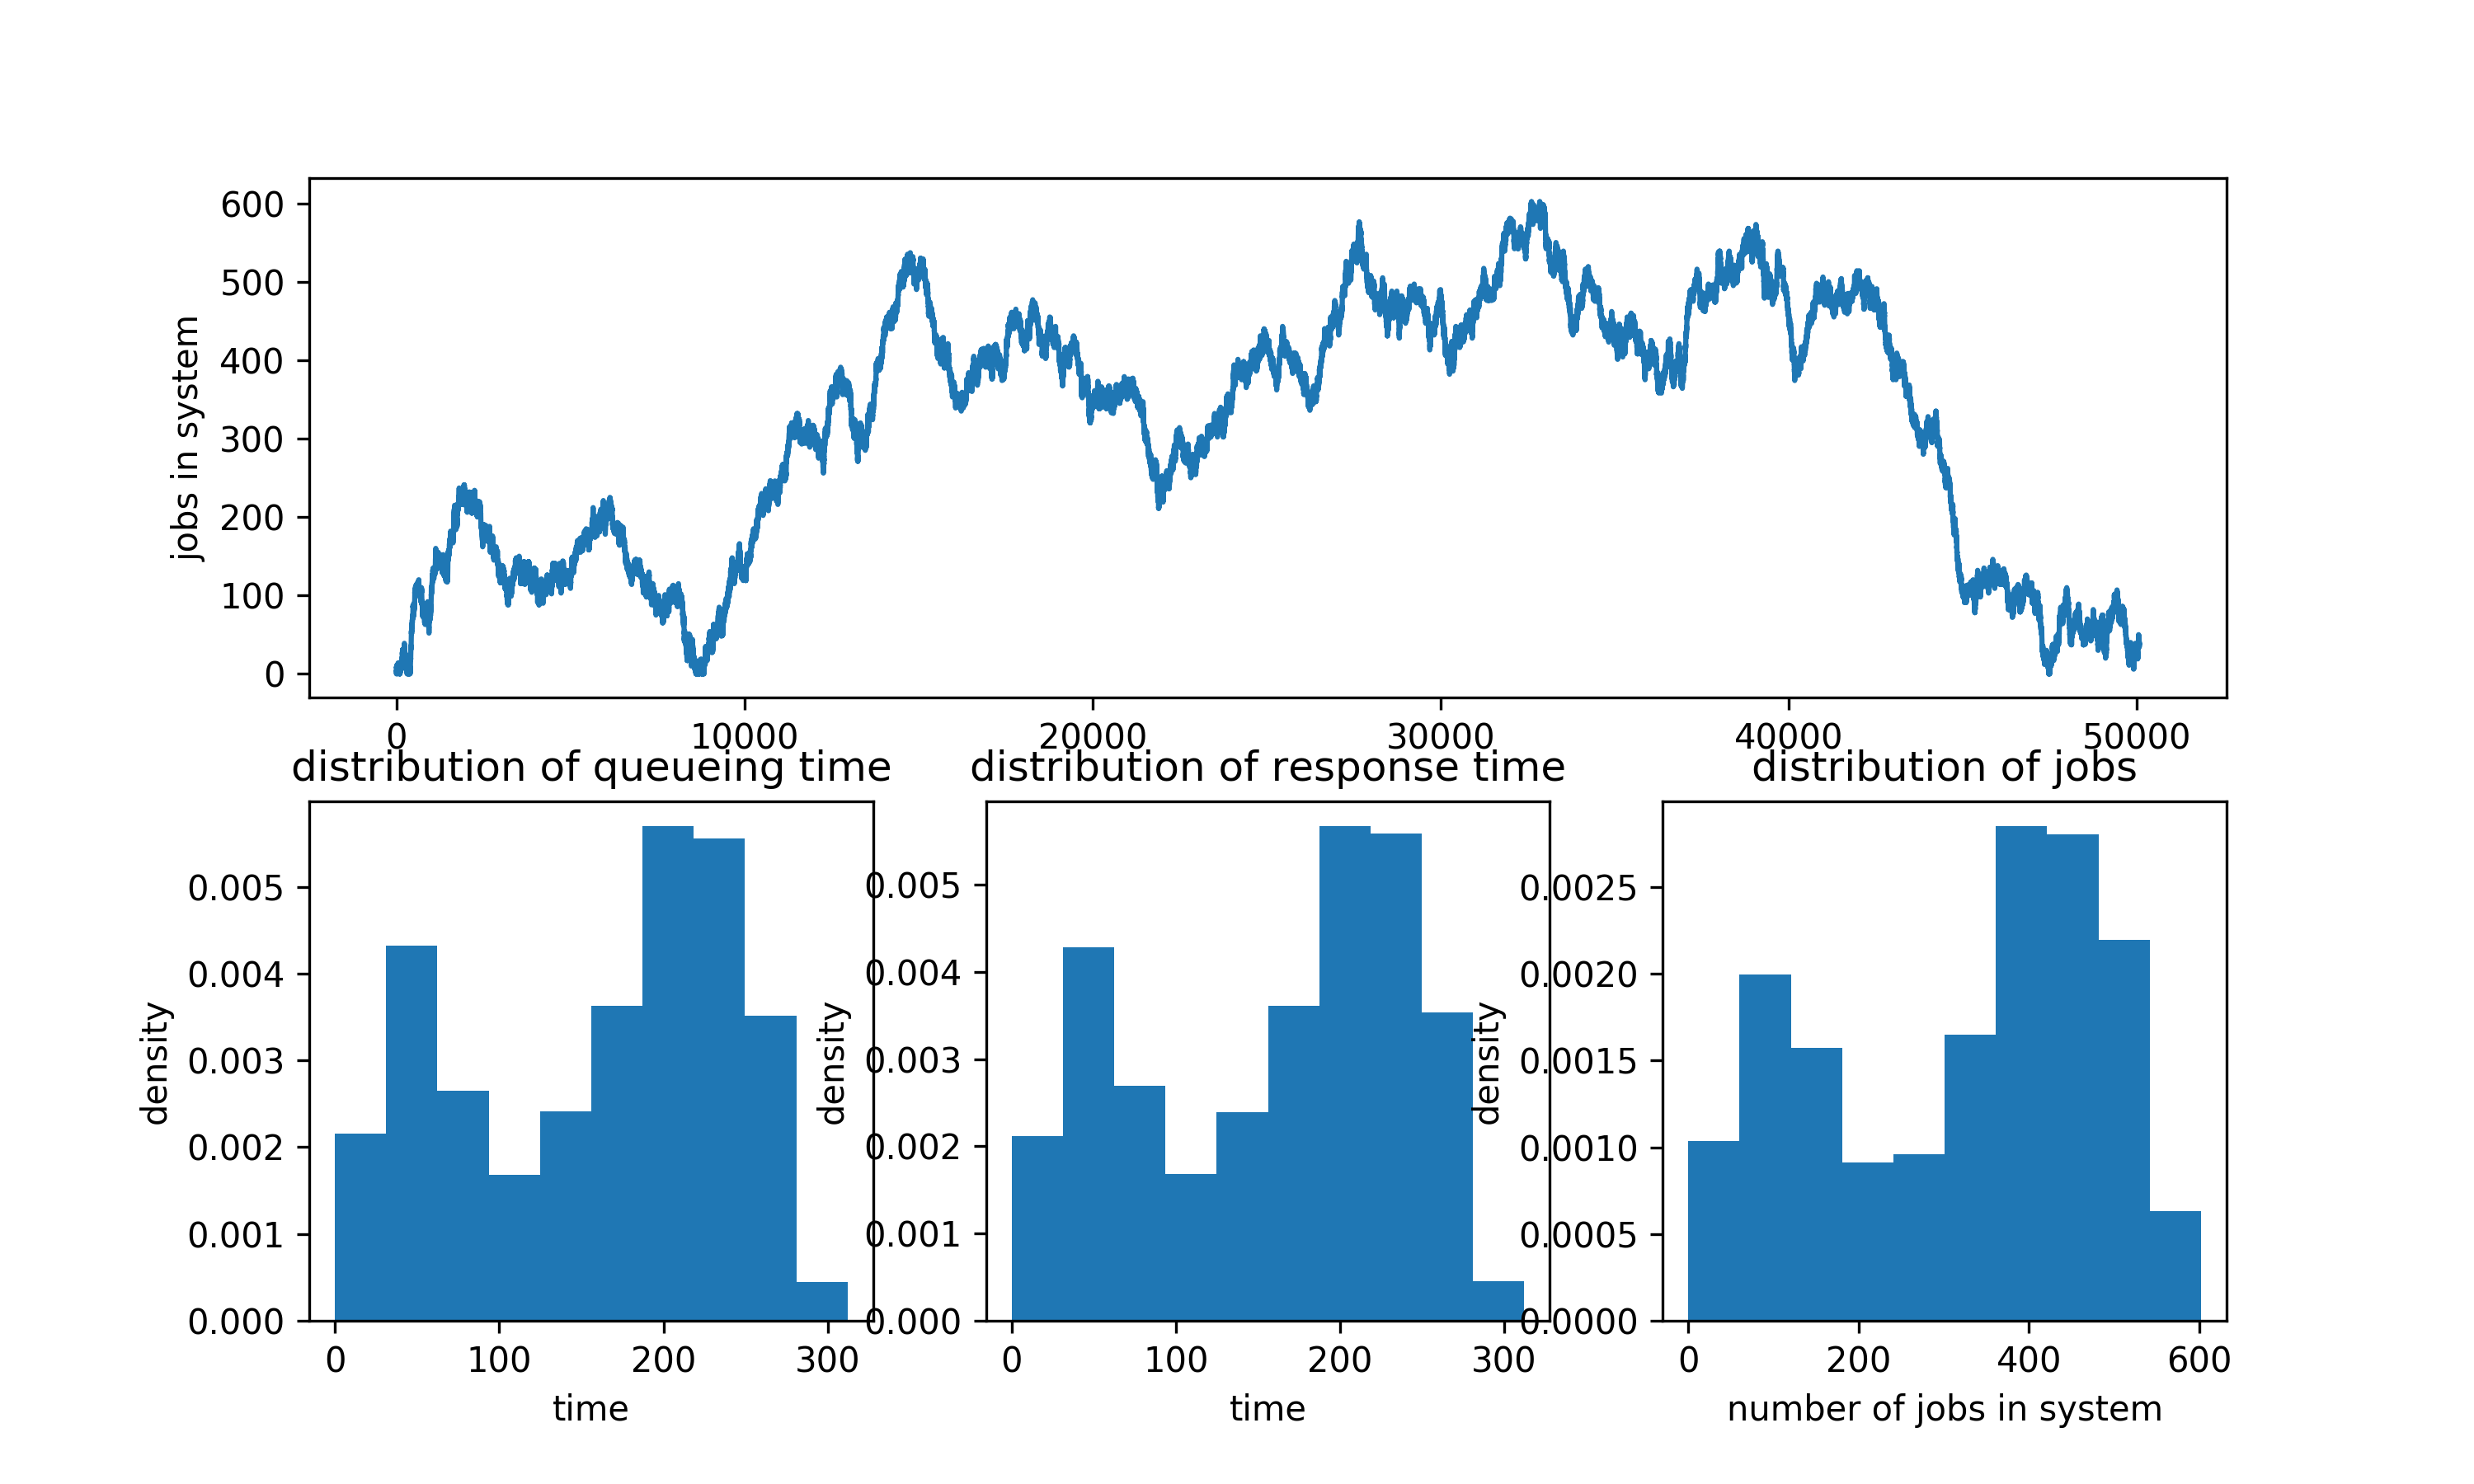 600
500
400
300
200
100
0
jobs in system
0 10000 20000 30000 40000 50000
distribution of queueing time
0.005
0.004
0.003
0.002
0.001
0.000
density
0 100 200 300
time
distribution of response time
0.005
0.004
0.003
0.002
0.001
0.000
density
0 100 200 300
time
distribution of jobs
0.0025
0.0020
0.0015
0.0010
0.0005
0.0000
density
0 200 400 600
number of jobs in system